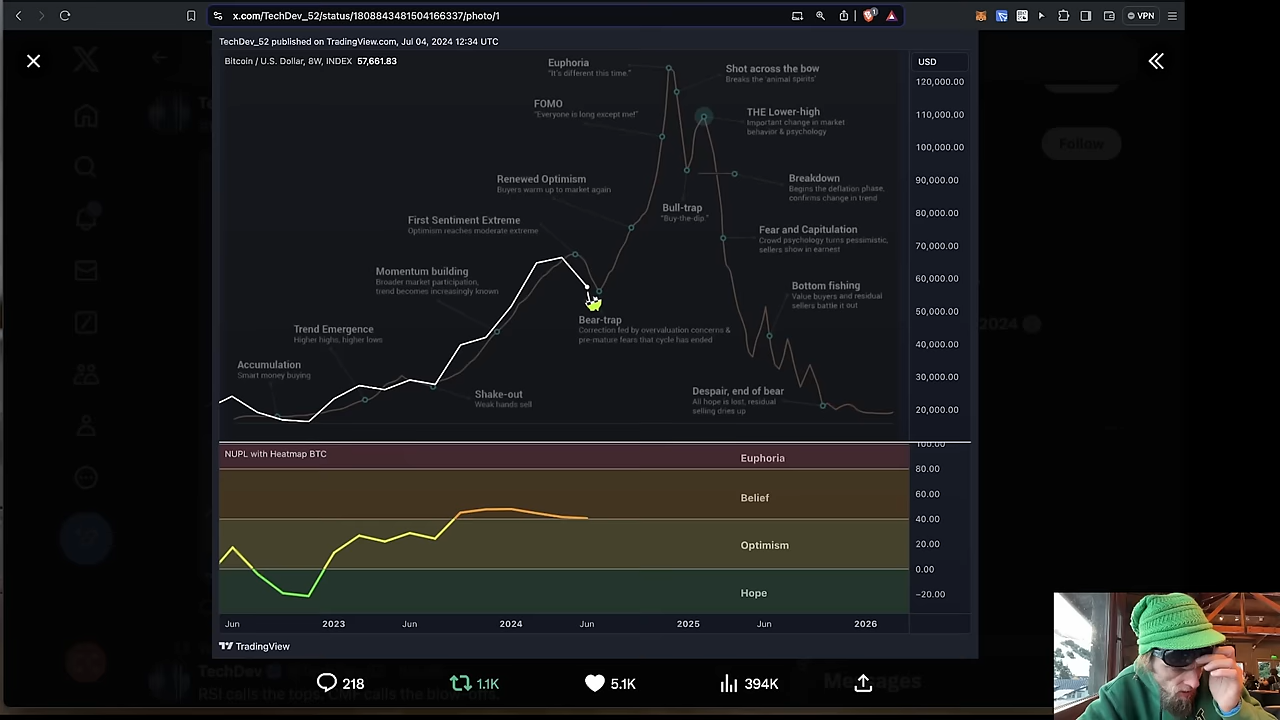 x.com/TechDev_52/status/1808843481504166337/photo/1
VPN
TechDev_52 published on TradingView.com, Jul 04, 2024 12:34 UTC
Bitcoin / U.S. Dollar, 8W, INDEX 57,661.83
USD
120,000.00
110,000.00
100,000.00
90,000.00
80,000.00
70,000.00
60,000.00
50,000.00
40,000.00
30,000.00
20,000.00
Euphoria
"It's different this time."
Shot across the bow
Breaks the 'animal spirits'
FOMO
"Everyone is long except me!"
THE Lower-high
Important change in market
behavior & psychology
Renewed Optimism
Buyers warm up to market again
Breakdown
Begins the deflation phase,
confirms change in trend
First Sentiment Extreme
Optimism reaches moderate extreme
Bull-trap
"Buy-the-dip."
Fear and Capitulation
Crowd psychology turns pessimistic,
sellers show in earnest
Momentum building
Broader market participation,
trend becomes increasingly known
Bottom fishing
Value buyers and residual
sellers battle it out
Bear-trap
Correction fed by overvaluation concerns &
pre-mature fears that cycle has ended
Trend Emergence
Higher highs, higher lows
Accumulation
Smart money buying
Shake-out
Weak hands sell
Despair, end of bear
All hope is lost, residual
selling dries up
NUPL with Heatmap BTC
Euphoria
Belief
Optimism
Hope
100.00
80.00
60.00
40.00
20.00
0.00
−20.00
Jun
2023
Jun
2024
Jun
2025
Jun
2026
TradingView
218
1.1K
5.1K
394K
Follow
2024
TechDev
Messages